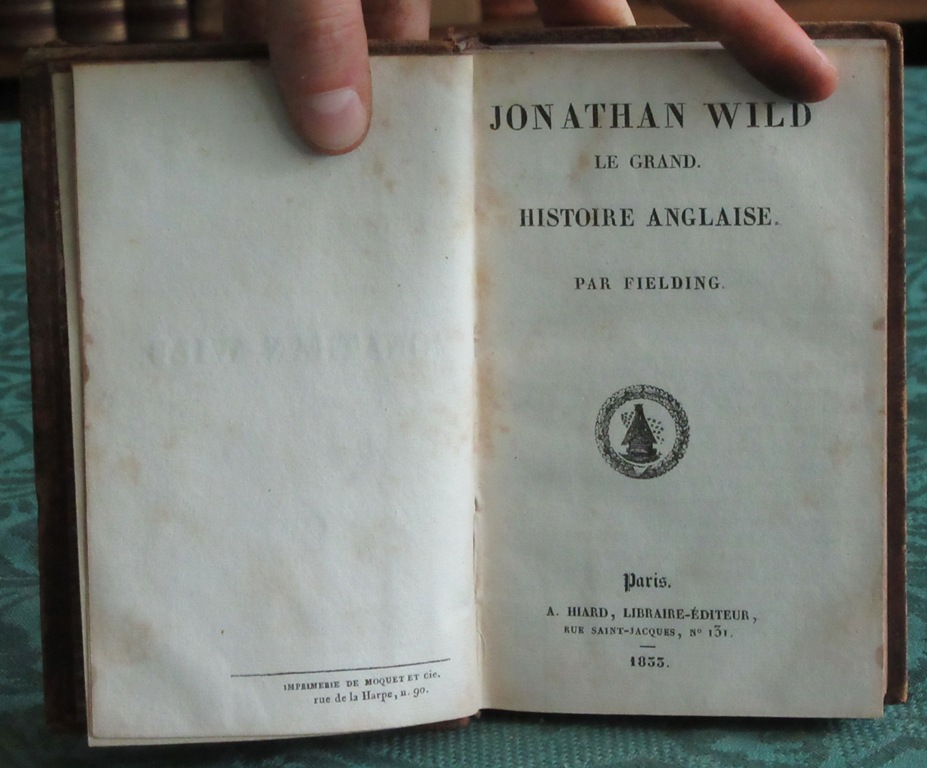 IMPRIMERIE DE MOQUET ET cie.
rue de la Harpe, n. 90.
JONATHAN WILD
LE GRAND.
HISTOIRE ANGLAISE.
PAR FIELDING.
Paris.
A. HIARD, LIBRAIRE-ÉDITEUR,
RUE SAINT-JACQUES, Nº 131.
1833.